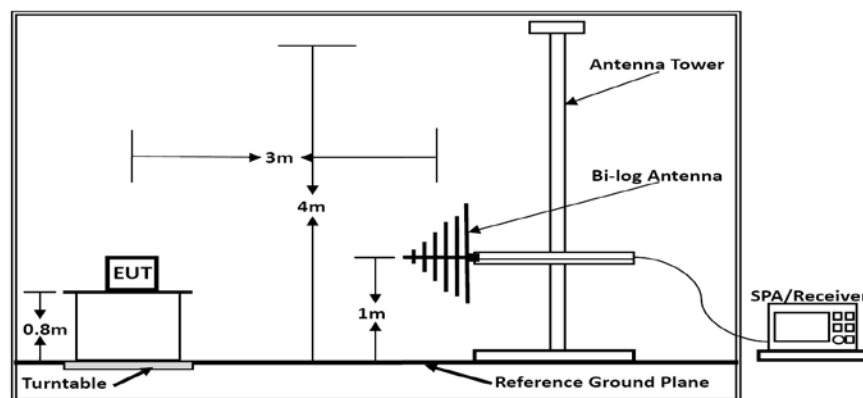 Antenna Tower
3m
Bi-log Antenna
4m
EUT
SPA/Receiver
0.8m
1m
Turntable
Reference Ground Plane